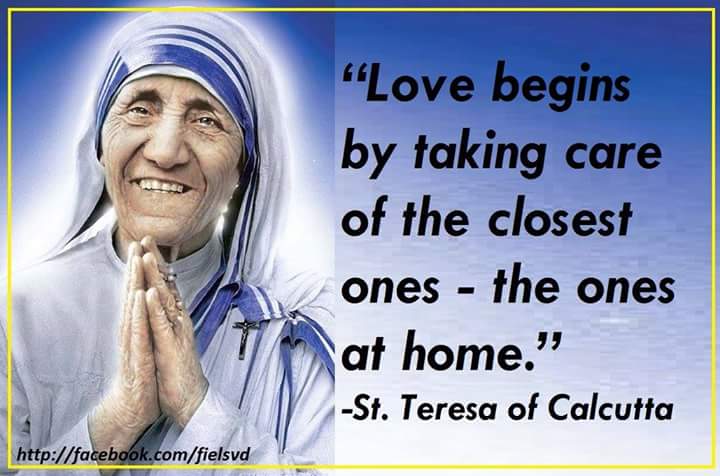 “Love begins
by taking care
of the closest
ones - the ones
at home.”
-St. Teresa of Calcutta
http://facebook.com/fielsvd